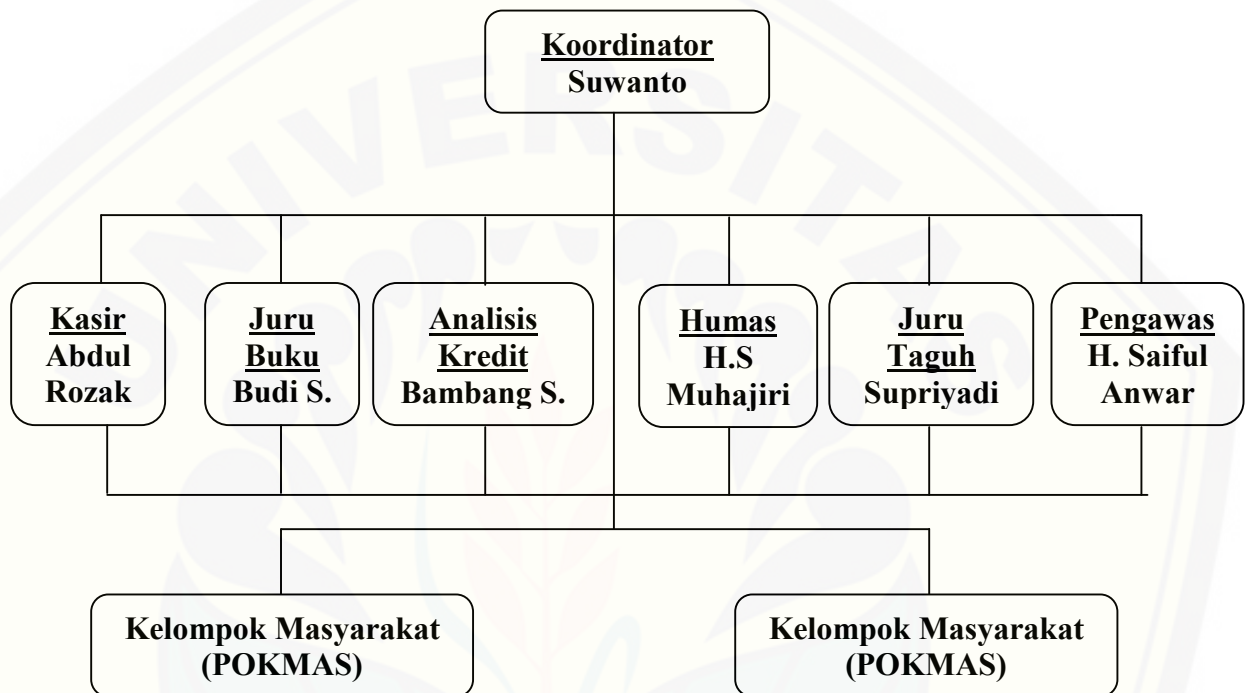 UNIVERSITAS
Koordinator
Suwanto
Kasir
Abdul
Rozak
Juru
Buku
Budi S.
Analisis
Kredit
Bambang S.
Humas
H.S
Muhajiri
Juru
Taguh
Supriyadi
Pengawas
H. Saiful
Anwar
Kelompok Masyarakat
(POKMAS)
Kelompok Masyarakat
(POKMAS)